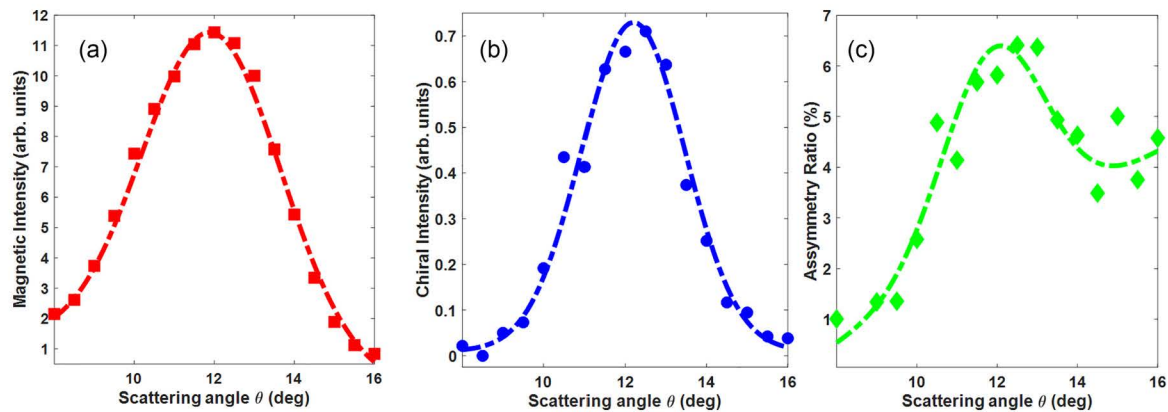 (a)
Magnetic Intensity (arb. units)
12
11
10
9
8
7
6
5
4
3
2
1
10 12 14 16
Scattering angle θ (deg)
(b)
Chiral Intensity (arb. units)
0.7
0.6
0.5
0.4
0.3
0.2
0.1
0
10 12 14 16
Scattering angle θ (deg)
(c)
Assymetry Ratio (%)
7
6
5
4
3
2
1
10 12 14 16
Scattering angle θ (deg)